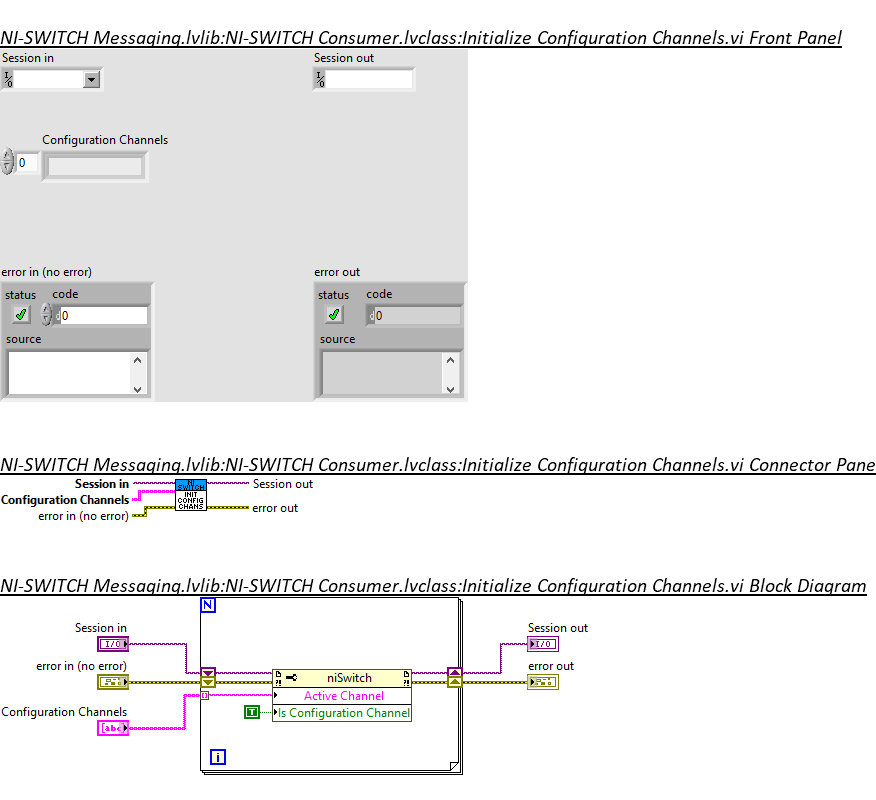 NI-SWITCH Messaging.lvlib:NI-SWITCH Consumer.lvclass:Initialize Configuration Channels.vi Front Panel
Session in
Session out
I/O
I/O
Configuration Channels
0
error in (no error)
error out
status code
status code
d 0
d 0
source
source
NI-SWITCH Messaging.lvlib:NI-SWITCH Consumer.lvclass:Initialize Configuration Channels.vi Connector Pane
Session in
NI
SWITCH
Session out
Configuration Channels
INIT
CONFIG
CHANS
error in (no error)
error out
NI-SWITCH Messaging.lvlib:NI-SWITCH Consumer.lvclass:Initialize Configuration Channels.vi Block Diagram
N
Session in
Session out
I/O
I/O
error in (no error)
error out
niSwitch
Active Channel
Configuration Channels
T
Is Configuration Channel
[abc]
i